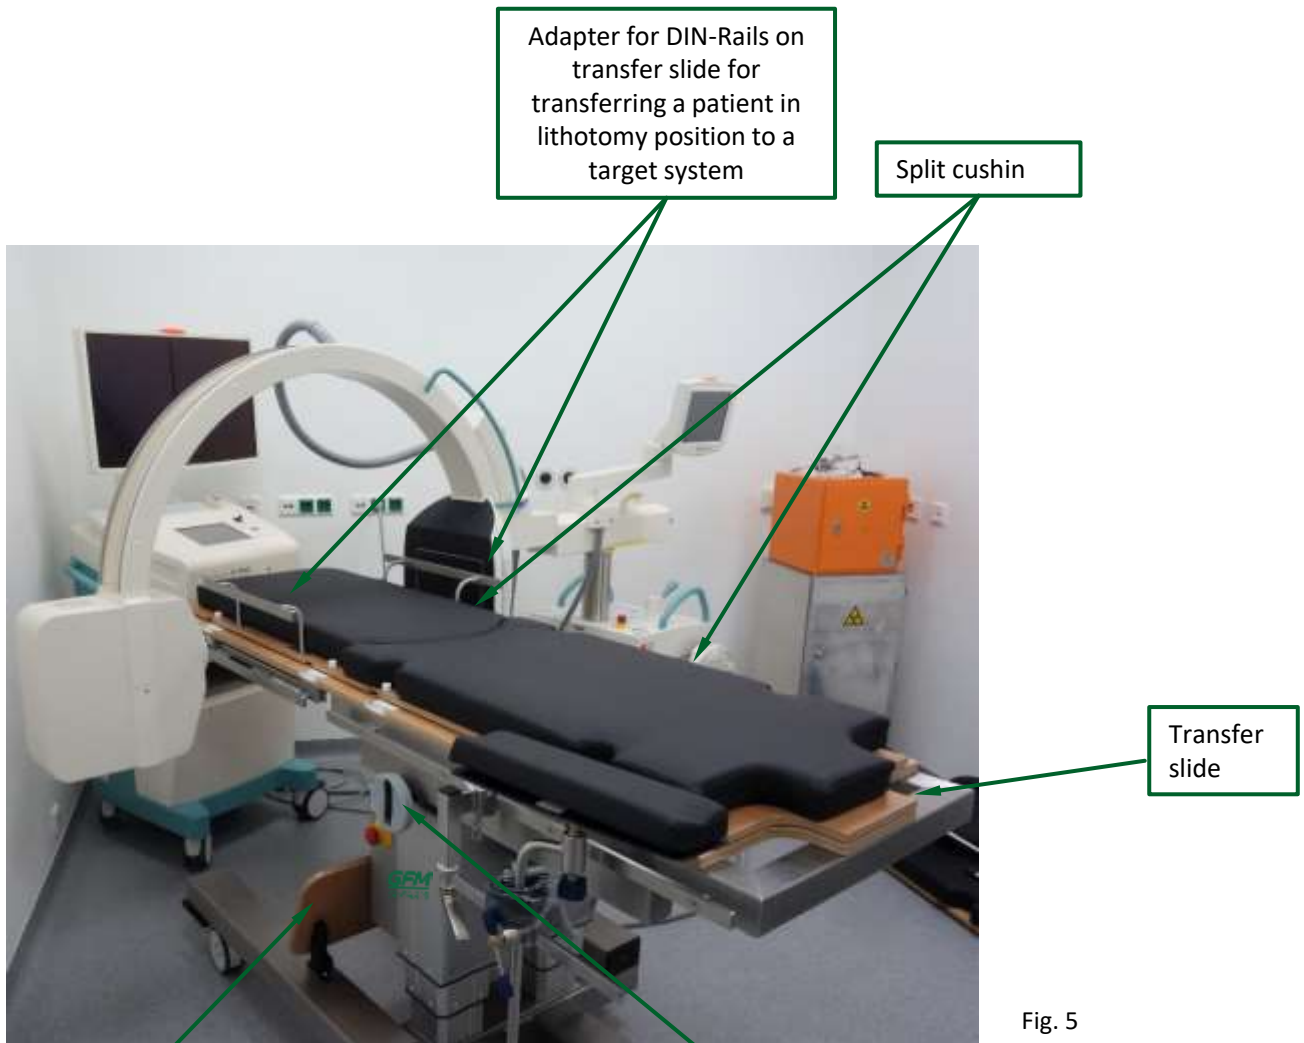 Adapter for DIN-Rails on
transfer slide for
transferring a patient in
lithotomy position to a
target system
Split cushin
Transfer
slide
GFM
Fig. 5